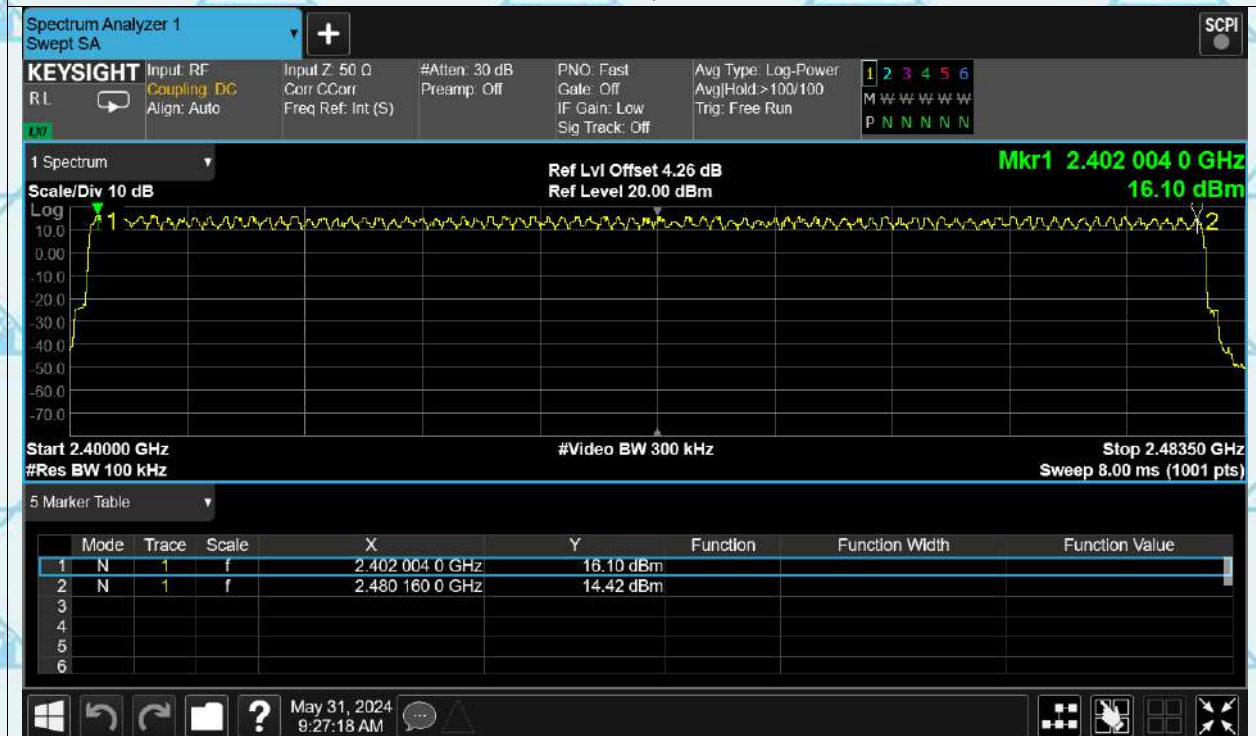 Spectrum Analyzer 1
Swept SA
+
SCPI
KEYSIGHT
RL
LXI
Input: RF
Coupling: DC
Align: Auto
Input Z: 50 Ω
Corr CCorr
Freq Ref: Int (S)
#Atten: 30 dB
Preamp: Off
PNO: Fast
Gate: Off
IF Gain: Low
Sig Track: Off
Avg Type: Log-Power
Avg|Hold:>100/100
Trig: Free Run
1 2 3 4 5 6
M W W W W W
P N N N N N
1 Spectrum
Scale/Div 10 dB
Ref Lvl Offset 4.26 dB
Ref Level 20.00 dBm
Mkr1 2.402 004 0 GHz
16.10 dBm
Log
1
2
10.0
0.00
-10.0
-20.0
-30.0
-40.0
-50.0
-60.0
-70.0
Start 2.40000 GHz
#Video BW 300 kHz
Stop 2.48350 GHz
#Res BW 100 kHz
Sweep 8.00 ms (1001 pts)
5 Marker Table
Mode Trace Scale X Y Function Function Width Function Value
1 N 1 f 2.402 004 0 GHz 16.10 dBm
2 N 1 f 2.480 160 0 GHz 14.42 dBm
3
4
5
6
?
May 31, 2024
9:27:18 AM